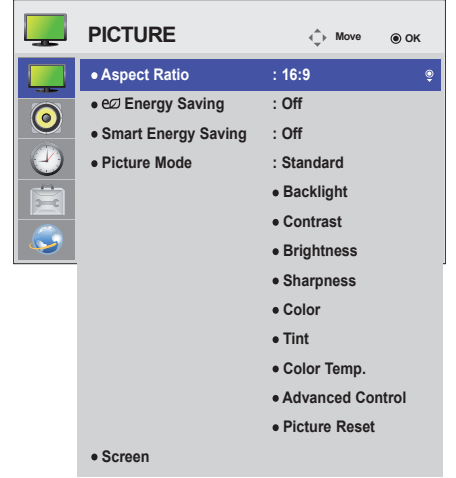 PICTURE Move OK
● Aspect Ratio : 16:9
● Energy Saving : Off
● Smart Energy Saving : Off
● Picture Mode : Standard
● Backlight
● Contrast
● Brightness
● Sharpness
● Color
● Tint
● Color Temp.
● Advanced Control
● Picture Reset
● Screen